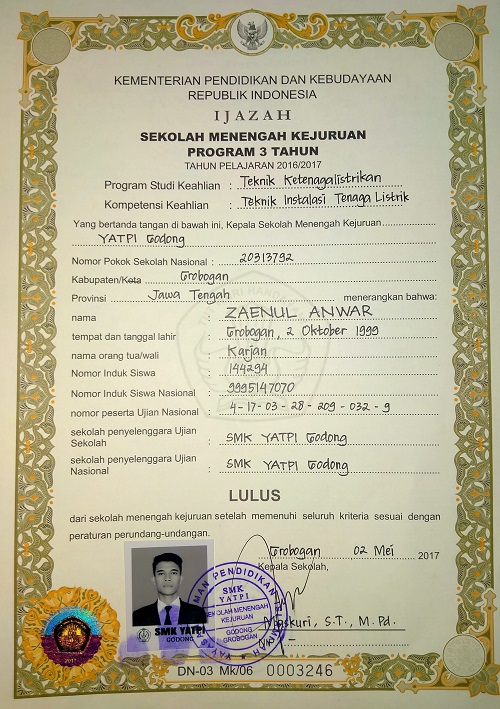 KEMENTERIAN PENDIDIKAN DAN KEBUDAYAAN
REPUBLIK INDONESIA
IJAZAH
SEKOLAH MENENGAH KEJURUAN
PROGRAM 3 TAHUN
TAHUN PELAJARAN 2016/2017
Program Studi Keahlian : Teknik Ketenagalistrikan
Kompetensi Keahlian : Teknik Instalasi Tenaga Listrik
Yang bertanda tangan di bawah ini, Kepala Sekolah Menengah Kejuruan
YATPI Godong
Nomor Pokok Sekolah Nasional : 20313792
Kabupaten/Kota : Grobogan
Provinsi : Jawa Tengah menerangkan bahwa:
nama : ZAENUL ANWAR
tempat dan tanggal lahir : Grobogan, 2 Oktober 1999
nama orang tua/wali : Karjan
Nomor Induk Siswa : 144294
Nomor Induk Siswa Nasional : 9995147070
nomor peserta Ujian Nasional : 4-17-03-28-209-032-9
sekolah penyelenggara Ujian
Sekolah : SMK YATPI Godong
sekolah penyelenggara Ujian
Nasional : SMK YATPI Godong
LULUS
dari sekolah menengah kejuruan setelah memenuhi seluruh kriteria sesuai dengan
peraturan perundang-undangan.
Grobogan, 02 Mei 2017
Kepala Sekolah,
SMK
YATPI
SEKOLAH MENENGAH
KEJURUAN
GODONG
GROBOGAN
Maskuri, S.T., M.Pd.
SMK YATPI
GODONG
2017
DN-03 Mk/06 0003246